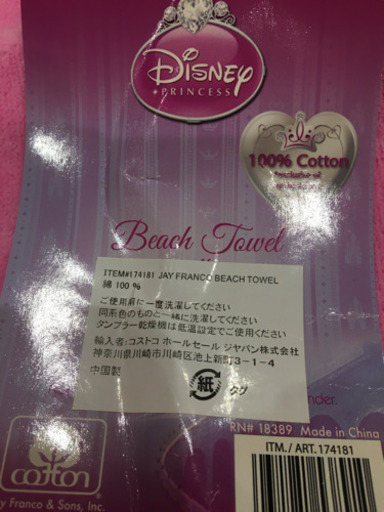 DISNEY
PRINCESS
100% Cotton
Exclusive of
Beach Towel
ITEM#174181 JAY FRANCO BEACH TOWEL
綿 100 %
ご使用前に一度洗濯してください
同系色のものと一緒に洗濯してください
タンブラー乾燥機は低温設定でご使用ください
輸入者：コストコ ホールセール ジャパン株式会社
神奈川県川崎市川崎区池上新町3－1－4
中国製
紙
タグ
RN# 18389 Made in China
ITM./ ART. 174181
cotton
y Franco & Sons, Inc.